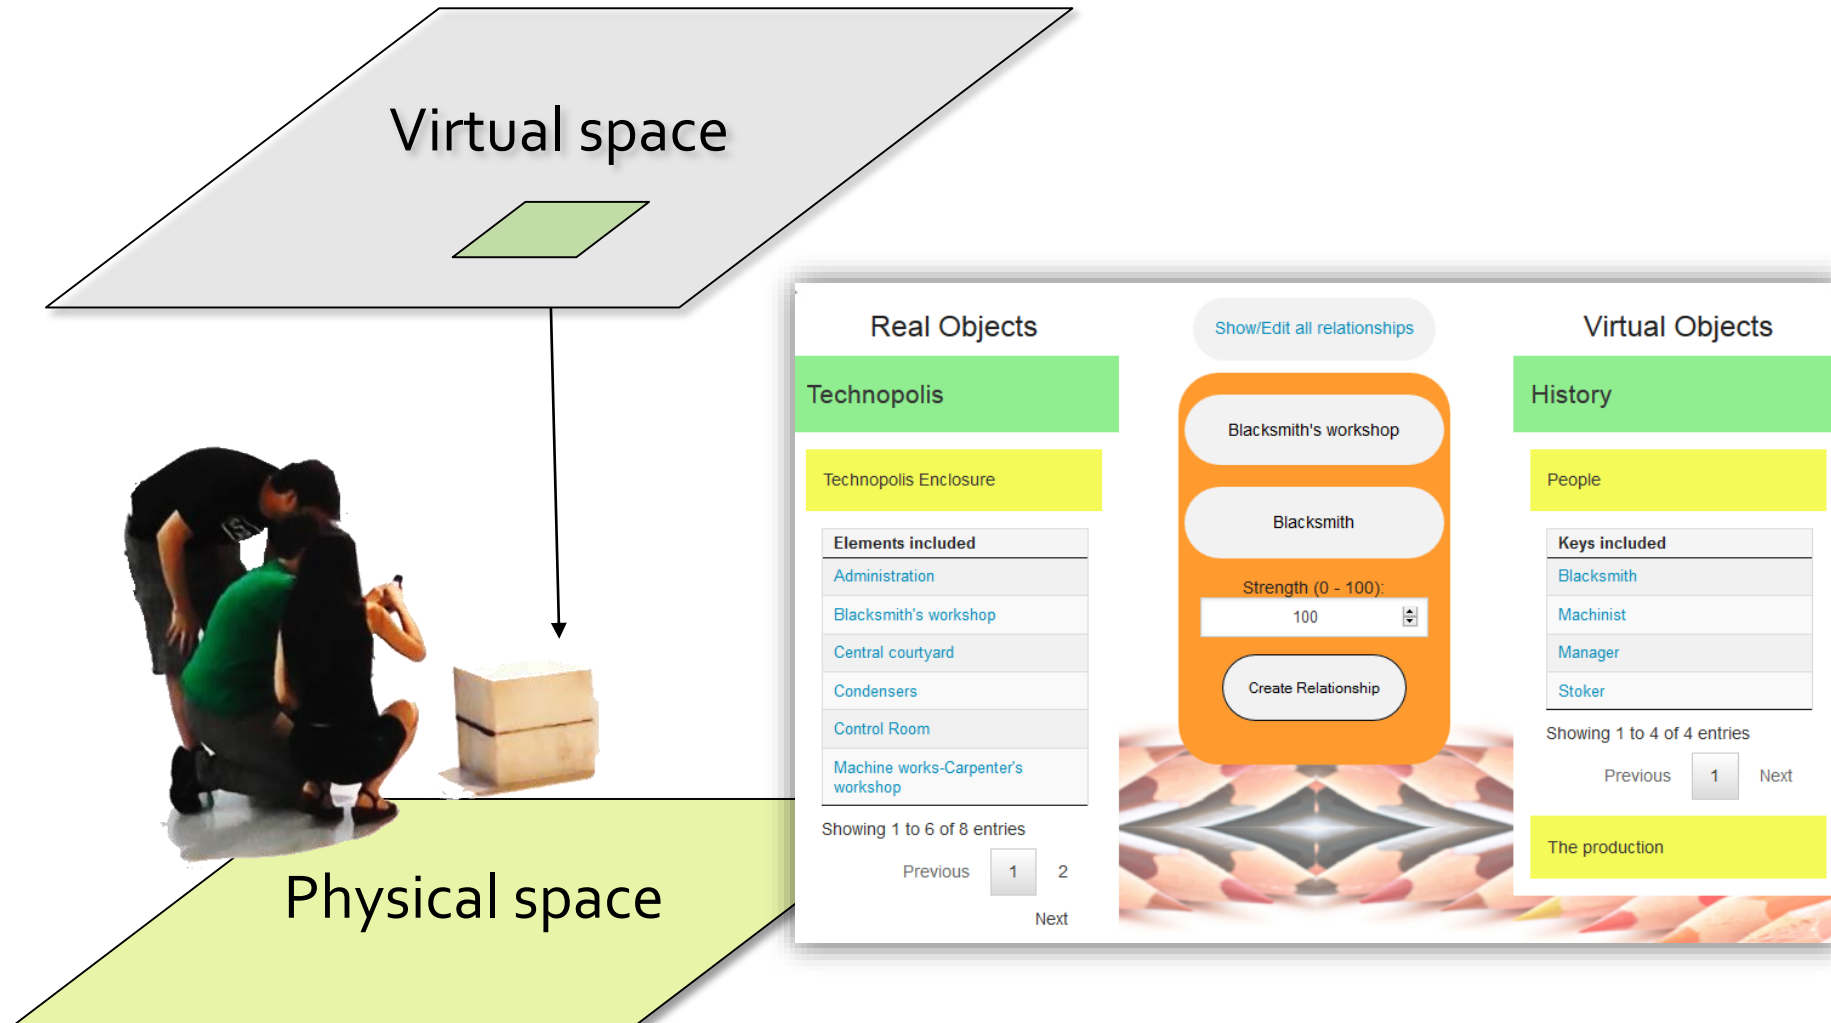 Virtual space
Physical space
Real Objects
Technopolis
Technopolis Enclosure
Elements included
Administration
Blacksmith's workshop
Central courtyard
Condensers
Control Room
Machine works-Carpenter's
workshop
Showing 1 to 6 of 8 entries
Previous 1 2
Next
Show/Edit all relationships
Blacksmith's workshop
Blacksmith
Strength (0 - 100):
100
Create Relationship
Virtual Objects
History
People
Keys included
Blacksmith
Machinist
Manager
Stoker
Showing 1 to 4 of 4 entries
Previous 1 Next
The production